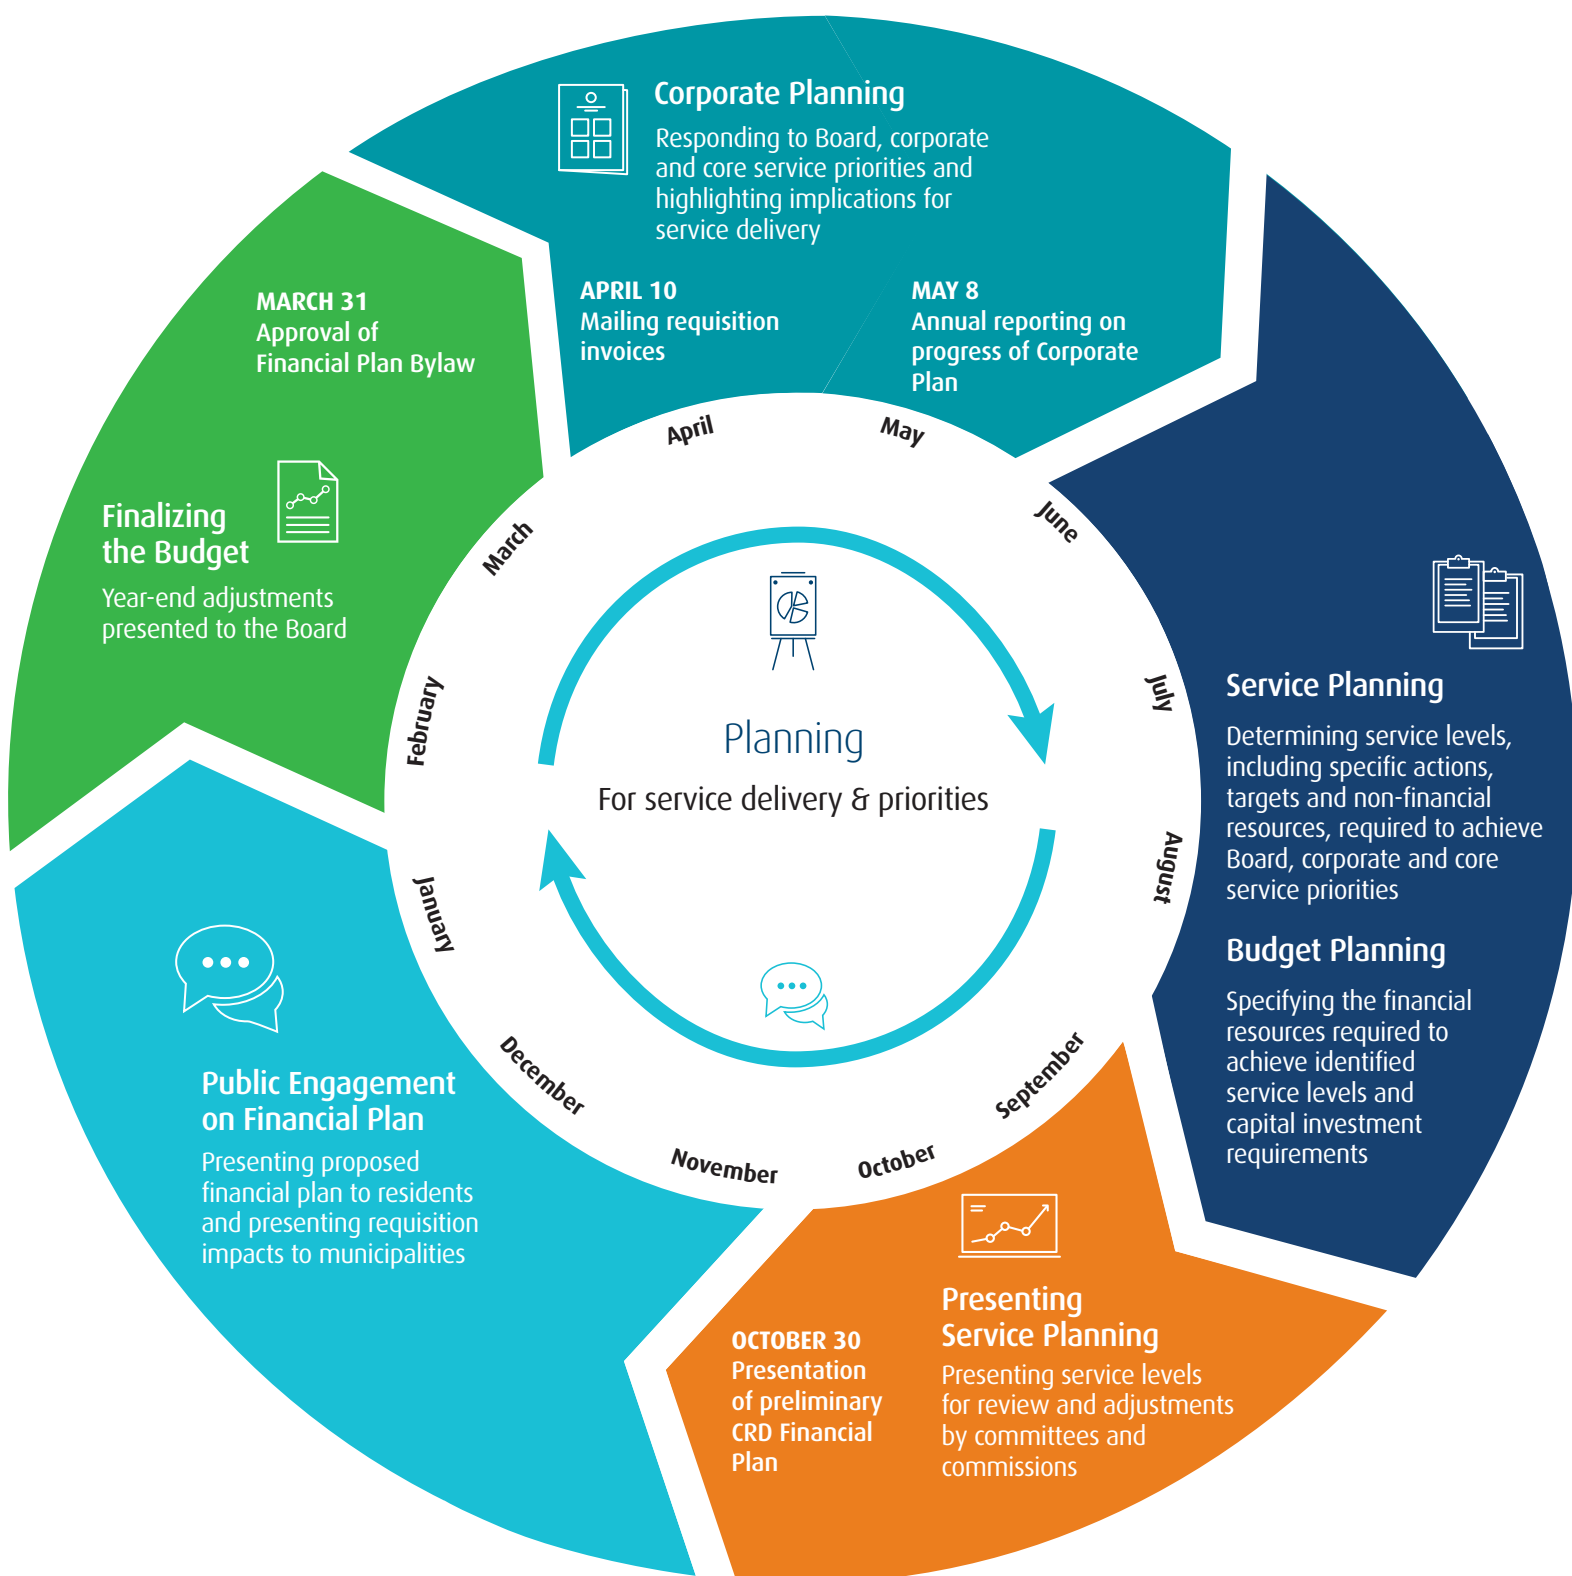 Corporate Planning
Responding to Board, corporate
and core service priorities and
highlighting implications for
service delivery
APRIL 10
Mailing requisition
invoices
MAY 8
Annual reporting on
progress of Corporate
Plan
Service Planning
Determining service levels,
including specific actions,
targets and non-financial
resources, required to achieve
Board, corporate and core
service priorities
Budget Planning
Specifying the financial
resources required to
achieve identified
service levels and
capital investment
requirements
Presenting
Service Planning
Presenting service levels
for review and adjustments
by committees and
commissions
OCTOBER 30
Presentation
of preliminary
CRD Financial
Plan
Public Engagement
on Financial Plan
Presenting proposed
financial plan to residents
and presenting requisition
impacts to municipalities
Finalizing
the Budget
Year-end adjustments
presented to the Board
MARCH 31
Approval of
Financial Plan Bylaw
April
May
June
July
August
September
October
November
December
January
February
March
Planning
For service delivery & priorities